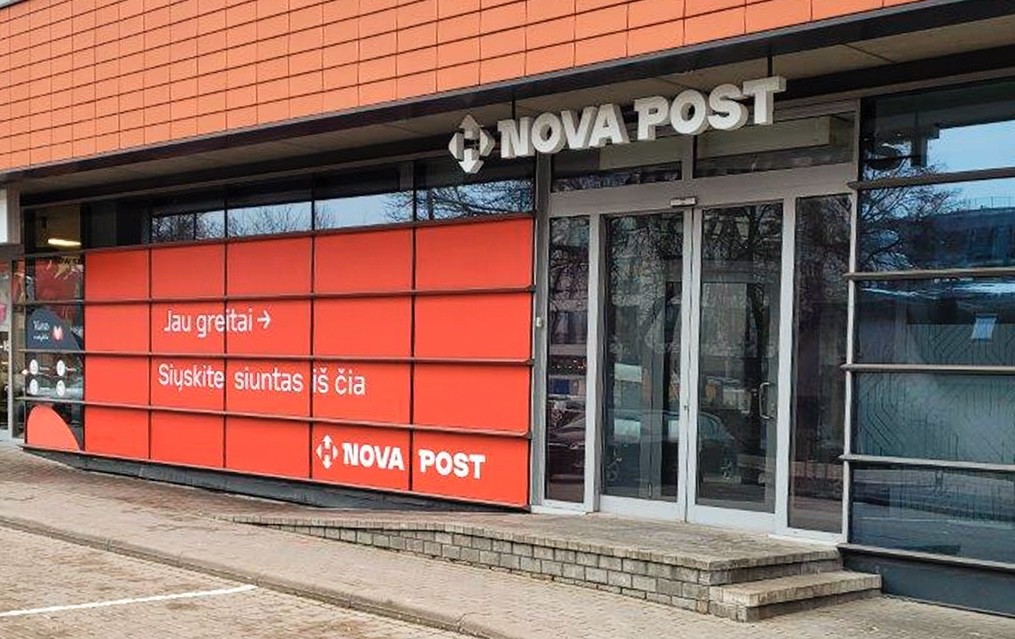 NOVA POST
Jau greitai →
Siųskite siuntas iš čia
NOVA POST